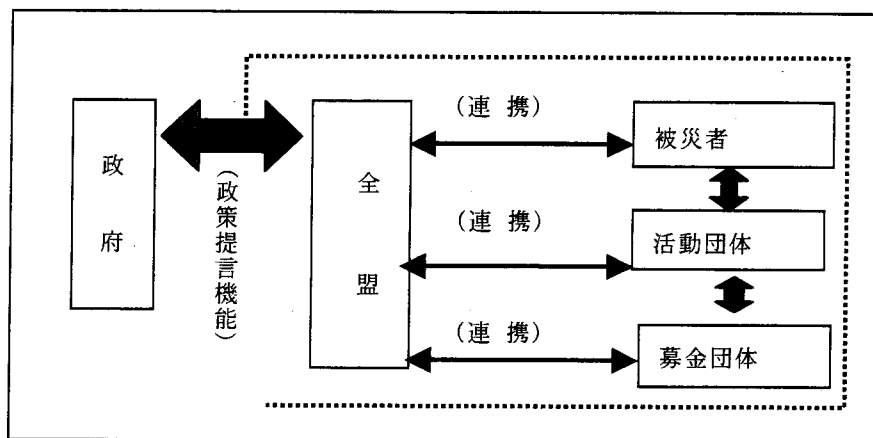 政府
(政策提言機能)
全盟
(連 携)
被災者
(連 携)
活動団体
(連 携)
募金団体